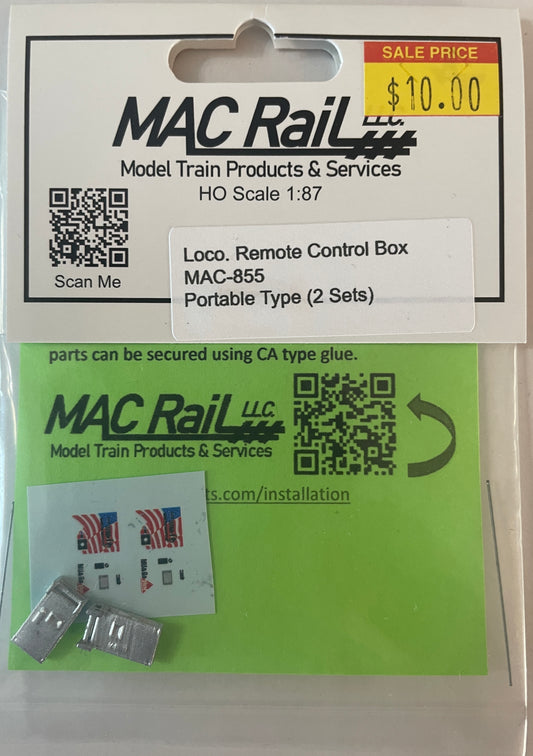 SALE PRICE
$10.00
MAC RaiL LLC.
Model Train Products & Services
HO Scale 1:87
Scan Me
Loco. Remote Control Box
MAC-855
Portable Type (2 Sets)
parts can be secured using CA type glue.
MAC RaiL LLC.
Model Train Products & Services
ts.com/installation